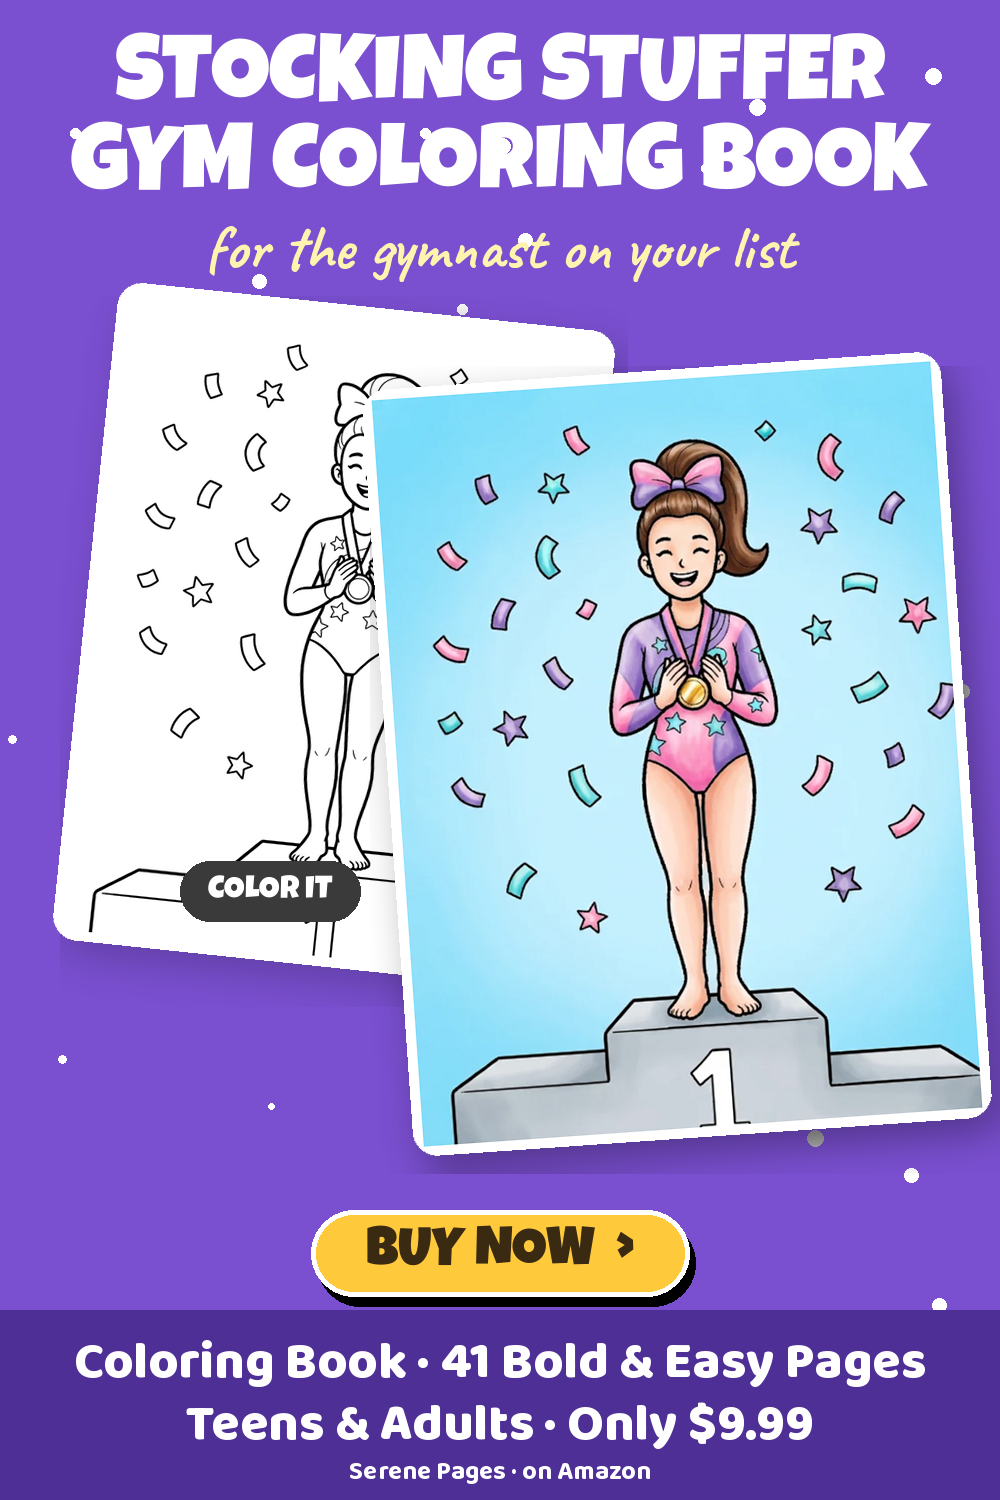 STOCKING STUFFER
GYM COLORING BOOK
for the gymnast on your list
COLOR IT
1
BUY NOW >
Coloring Book · 41 Bold & Easy Pages
Teens & Adults · Only $9.99
Serene Pages · on Amazon